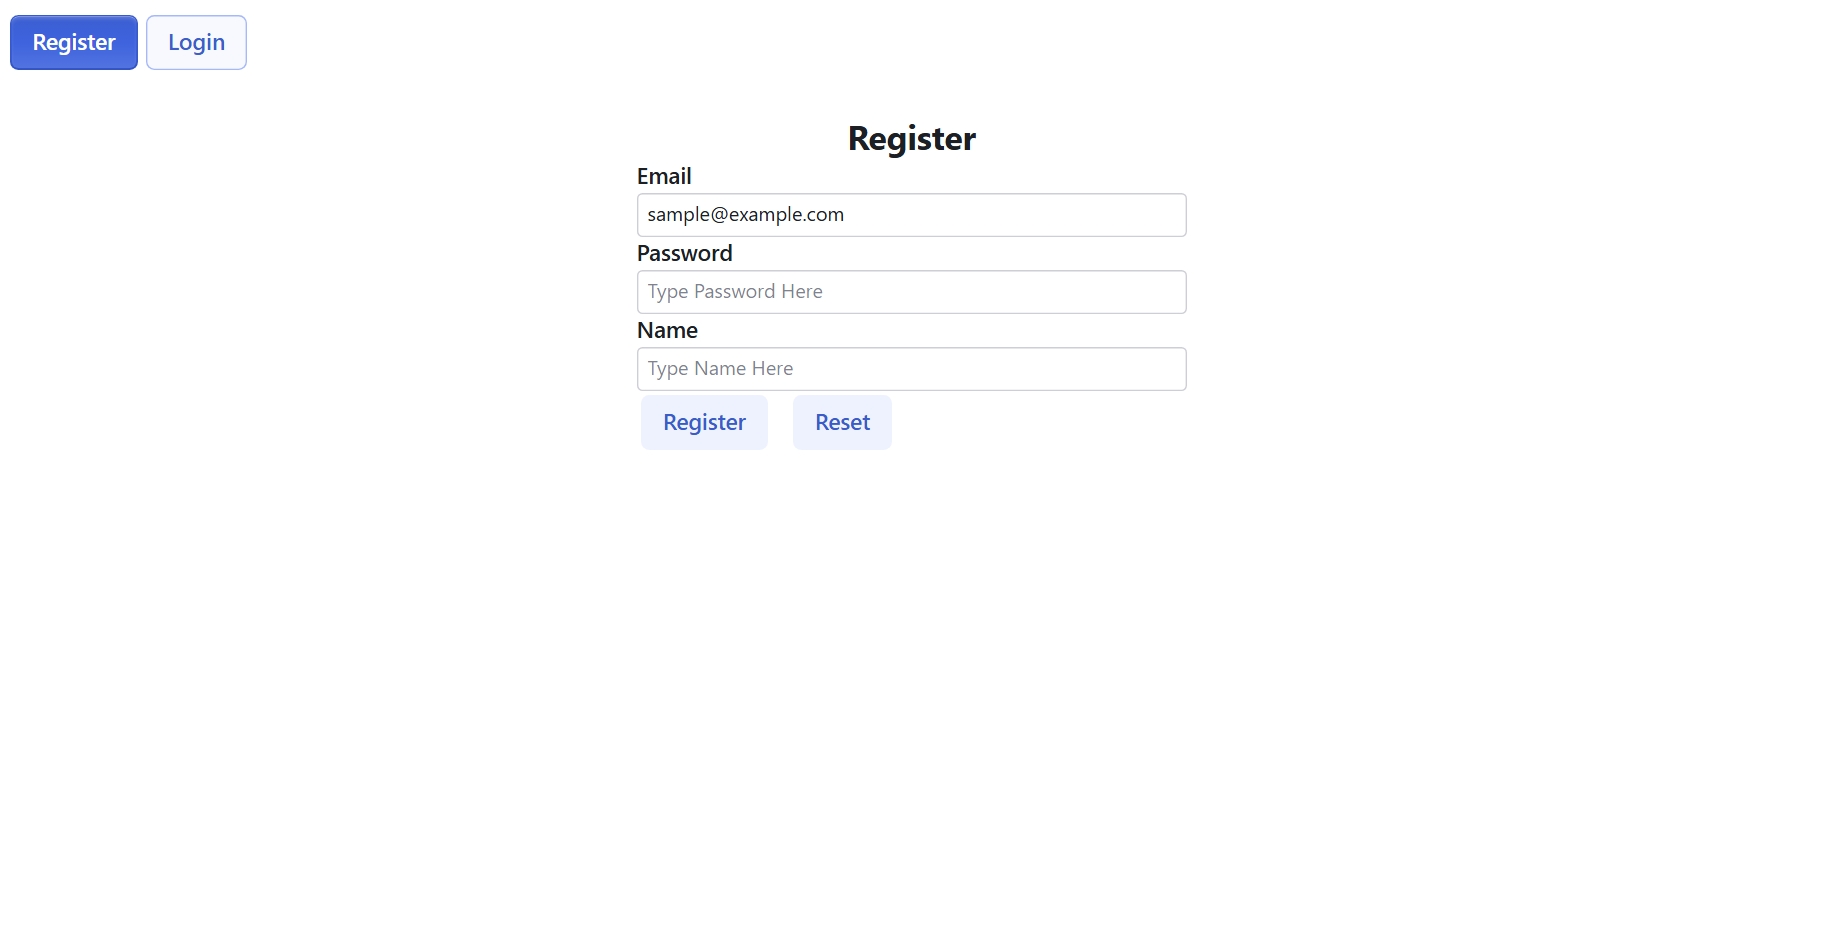 Register Login
Register
Email
sample@example.com
Password
Type Password Here
Name
Type Name Here
Register Reset